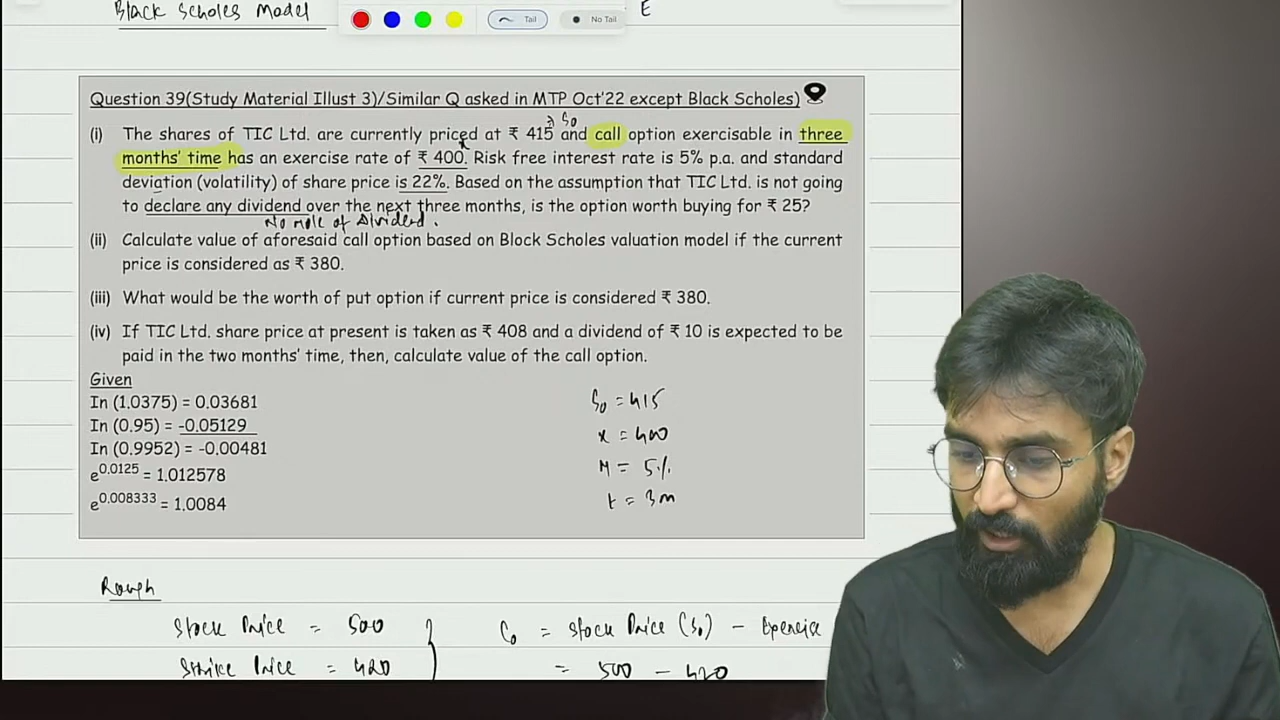 Black Scholes Model
Tail
No Tail
E
Question 39(Study Material Illust 3)/Similar Q asked in MTP Oct'22 except Black Scholes)
S0
(i) The shares of TIC Ltd. are currently priced at ₹ 415 and call option exercisable in three
x
months' time has an exercise rate of ₹ 400. Risk free interest rate is 5% p.a. and standard
deviation (volatility) of share price is 22%. Based on the assumption that TIC Ltd. is not going
to declare any dividend over the next three months, is the option worth buying for ₹ 25?
No role of Dividend.
(ii) Calculate value of aforesaid call option based on Block Scholes valuation model if the current
price is considered as ₹ 380.
(iii) What would be the worth of put option if current price is considered ₹ 380.
(iv) If TIC Ltd. share price at present is taken as ₹ 408 and a dividend of ₹ 10 is expected to be
paid in the two months' time, then, calculate value of the call option.
Given
In (1.0375) = 0.03681
In (0.95) = -0.05129
In (0.9952) = -0.00481
e^0.0125 = 1.012578
e^0.008333 = 1.0084
S0 = 415
x = 400
r = 5%
t = 3m
Rough
Stock Price = 500
Strike Price = 420
C0 = Stock Price (S0) - Exercise
= 500 - 420